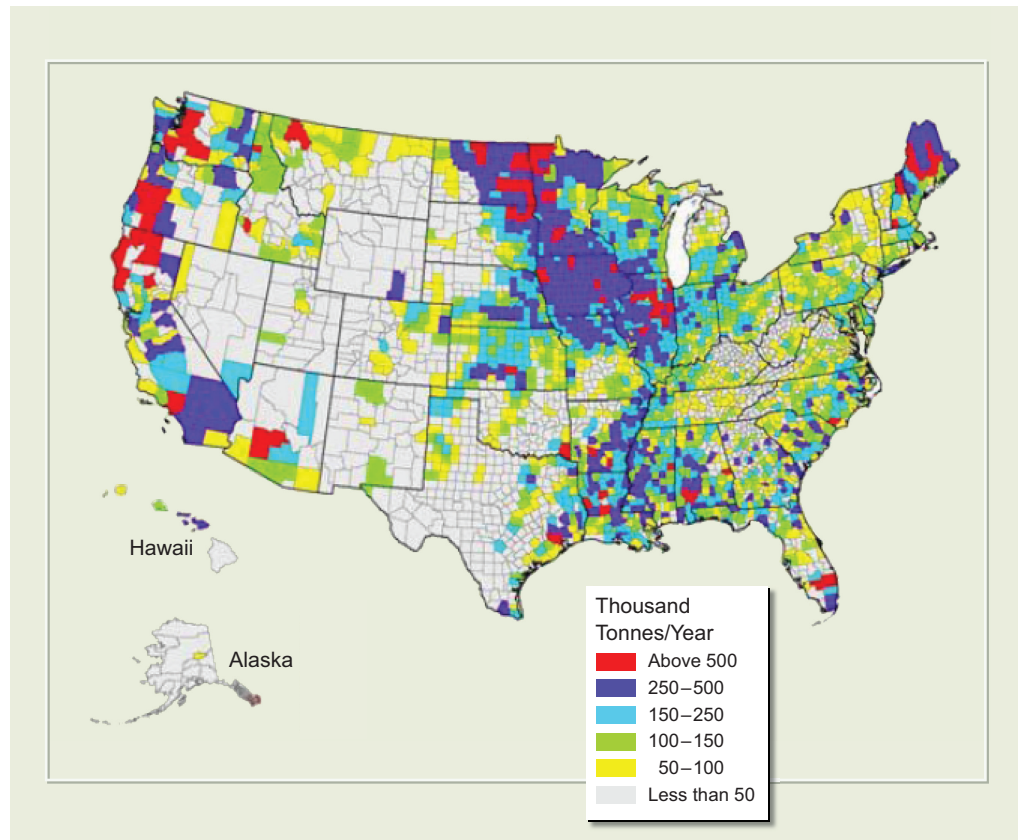 Hawaii
Alaska
Thousand
Tonnes/Year
Above 500
250–500
150–250
100–150
50–100
Less than 50